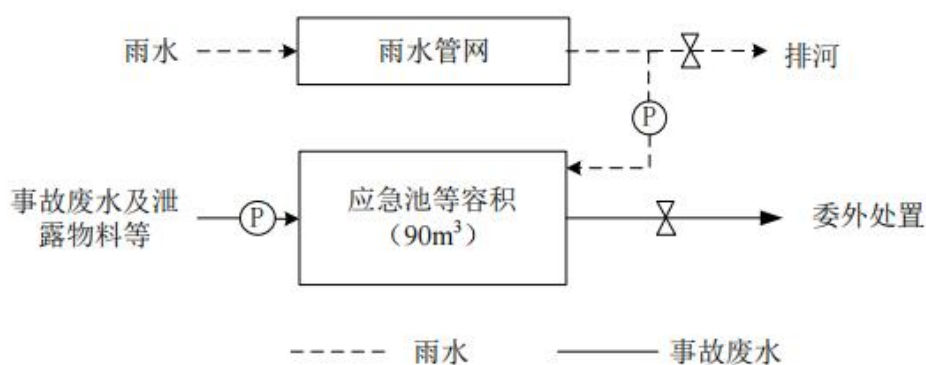 雨水
雨水管网
排河
P
事故废水及泄
露物料等
P
应急池等容积
（90m³）
委外处置
雨水
事故废水